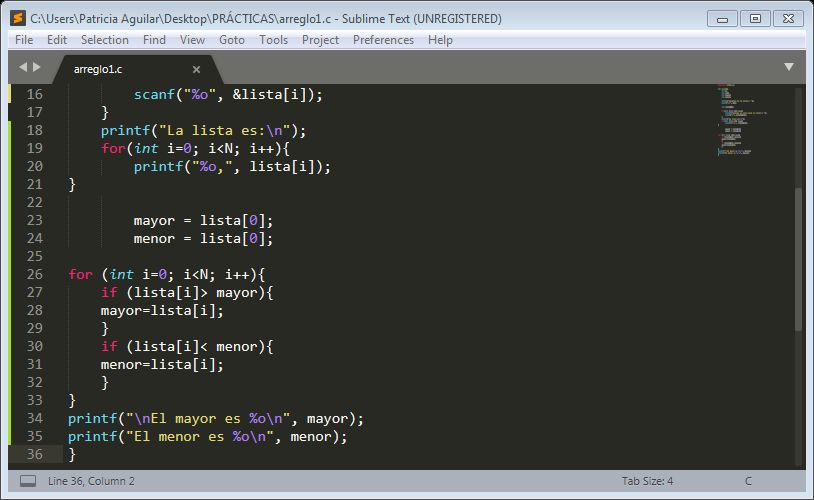 C:\Users\Patricia Aguilar\Desktop\PRÁCTICAS\arreglo1.c - Sublime Text (UNREGISTERED)
File Edit Selection Find View Goto Tools Project Preferences Help
arreglo1.c
16 scanf("%o", &lista[i]);
17 }
18 printf("La lista es:\n");
19 for(int i=0; i<N; i++){
20 printf("%o,", lista[i]);
21 }
22
23 mayor = lista[0];
24 menor = lista[0];
25
26 for (int i=0; i<N; i++){
27 if (lista[i]> mayor){
28 mayor=lista[i];
29 }
30 if (lista[i]< menor){
31 menor=lista[i];
32 }
33 }
34 printf("\nEl mayor es %o\n", mayor);
35 printf("El menor es %o\n", menor);
36 }
Line 36, Column 2 Tab Size: 4 C